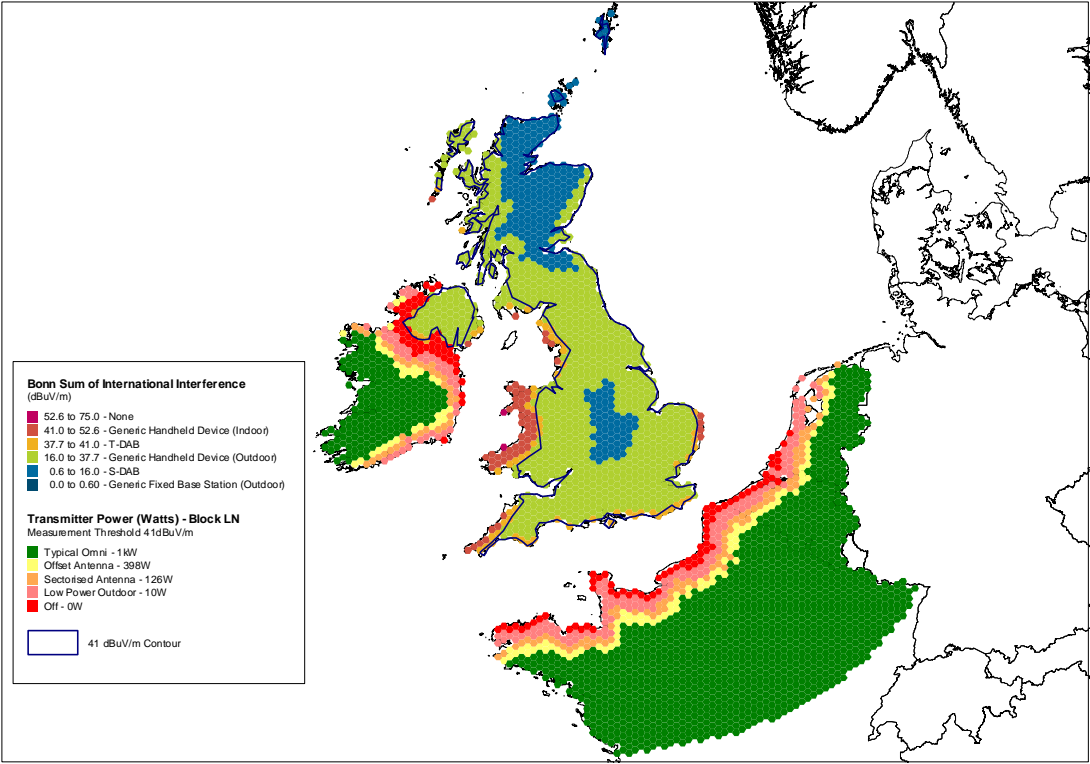 Bonn Sum of International Interference
(dBuV/m)
52.6 to 75.0 - None
41.0 to 52.6 - Generic Handheld Device (Indoor)
37.7 to 41.0 - T-DAB
16.0 to 37.7 - Generic Handheld Device (Outdoor)
0.6 to 16.0 - S-DAB
0.0 to 0.60 - Generic Fixed Base Station (Outdoor)
Transmitter Power (Watts) - Block LN
Measurement Threshold 41dBuV/m
Typical Omni - 1kW
Offset Antenna - 398W
Sectorised Antenna - 126W
Low Power Outdoor - 10W
Off - 0W
41 dBuV/m Contour